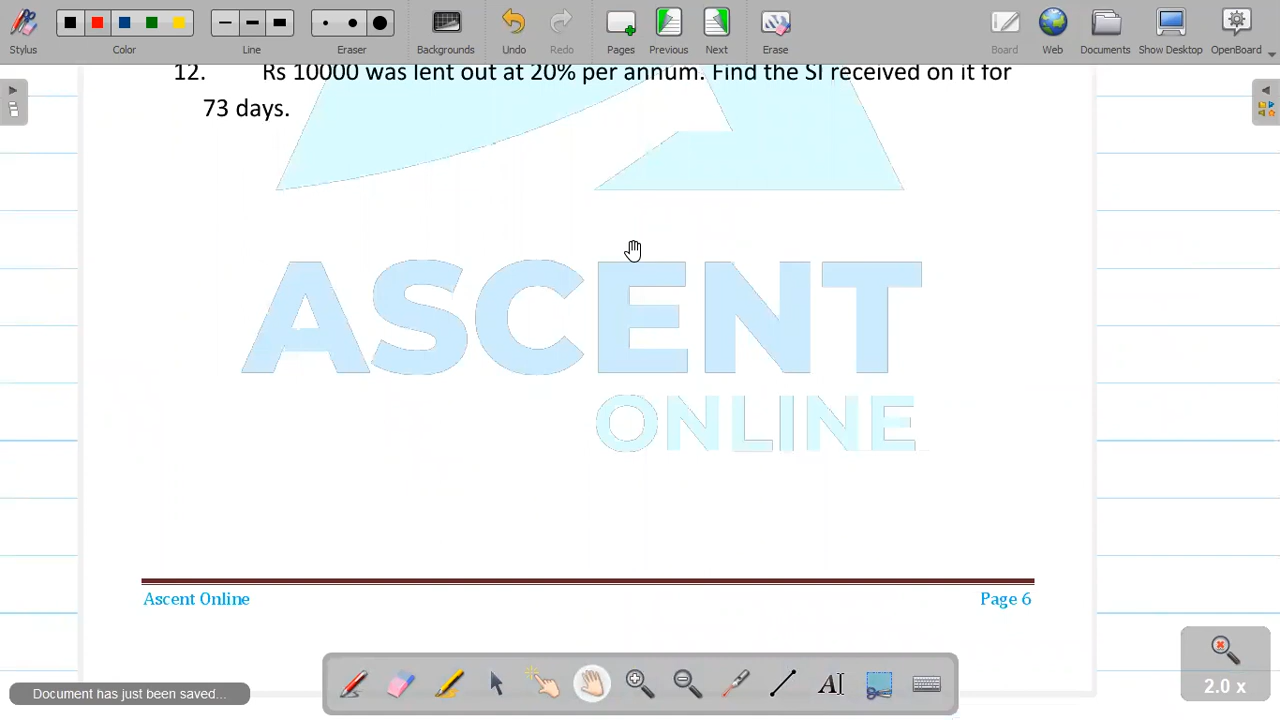 Stylus
Color
Line
Eraser
Backgrounds
Undo
Redo
Pages
Previous
Next
Erase
Board
Web
Documents
Show Desktop
OpenBoard
12. Rs 10000 was lent out at 20% per annum. Find the SI received on it for
73 days.
ASCENT
ONLINE
Ascent Online
Page 6
Document has just been saved...
AI
2.0 x